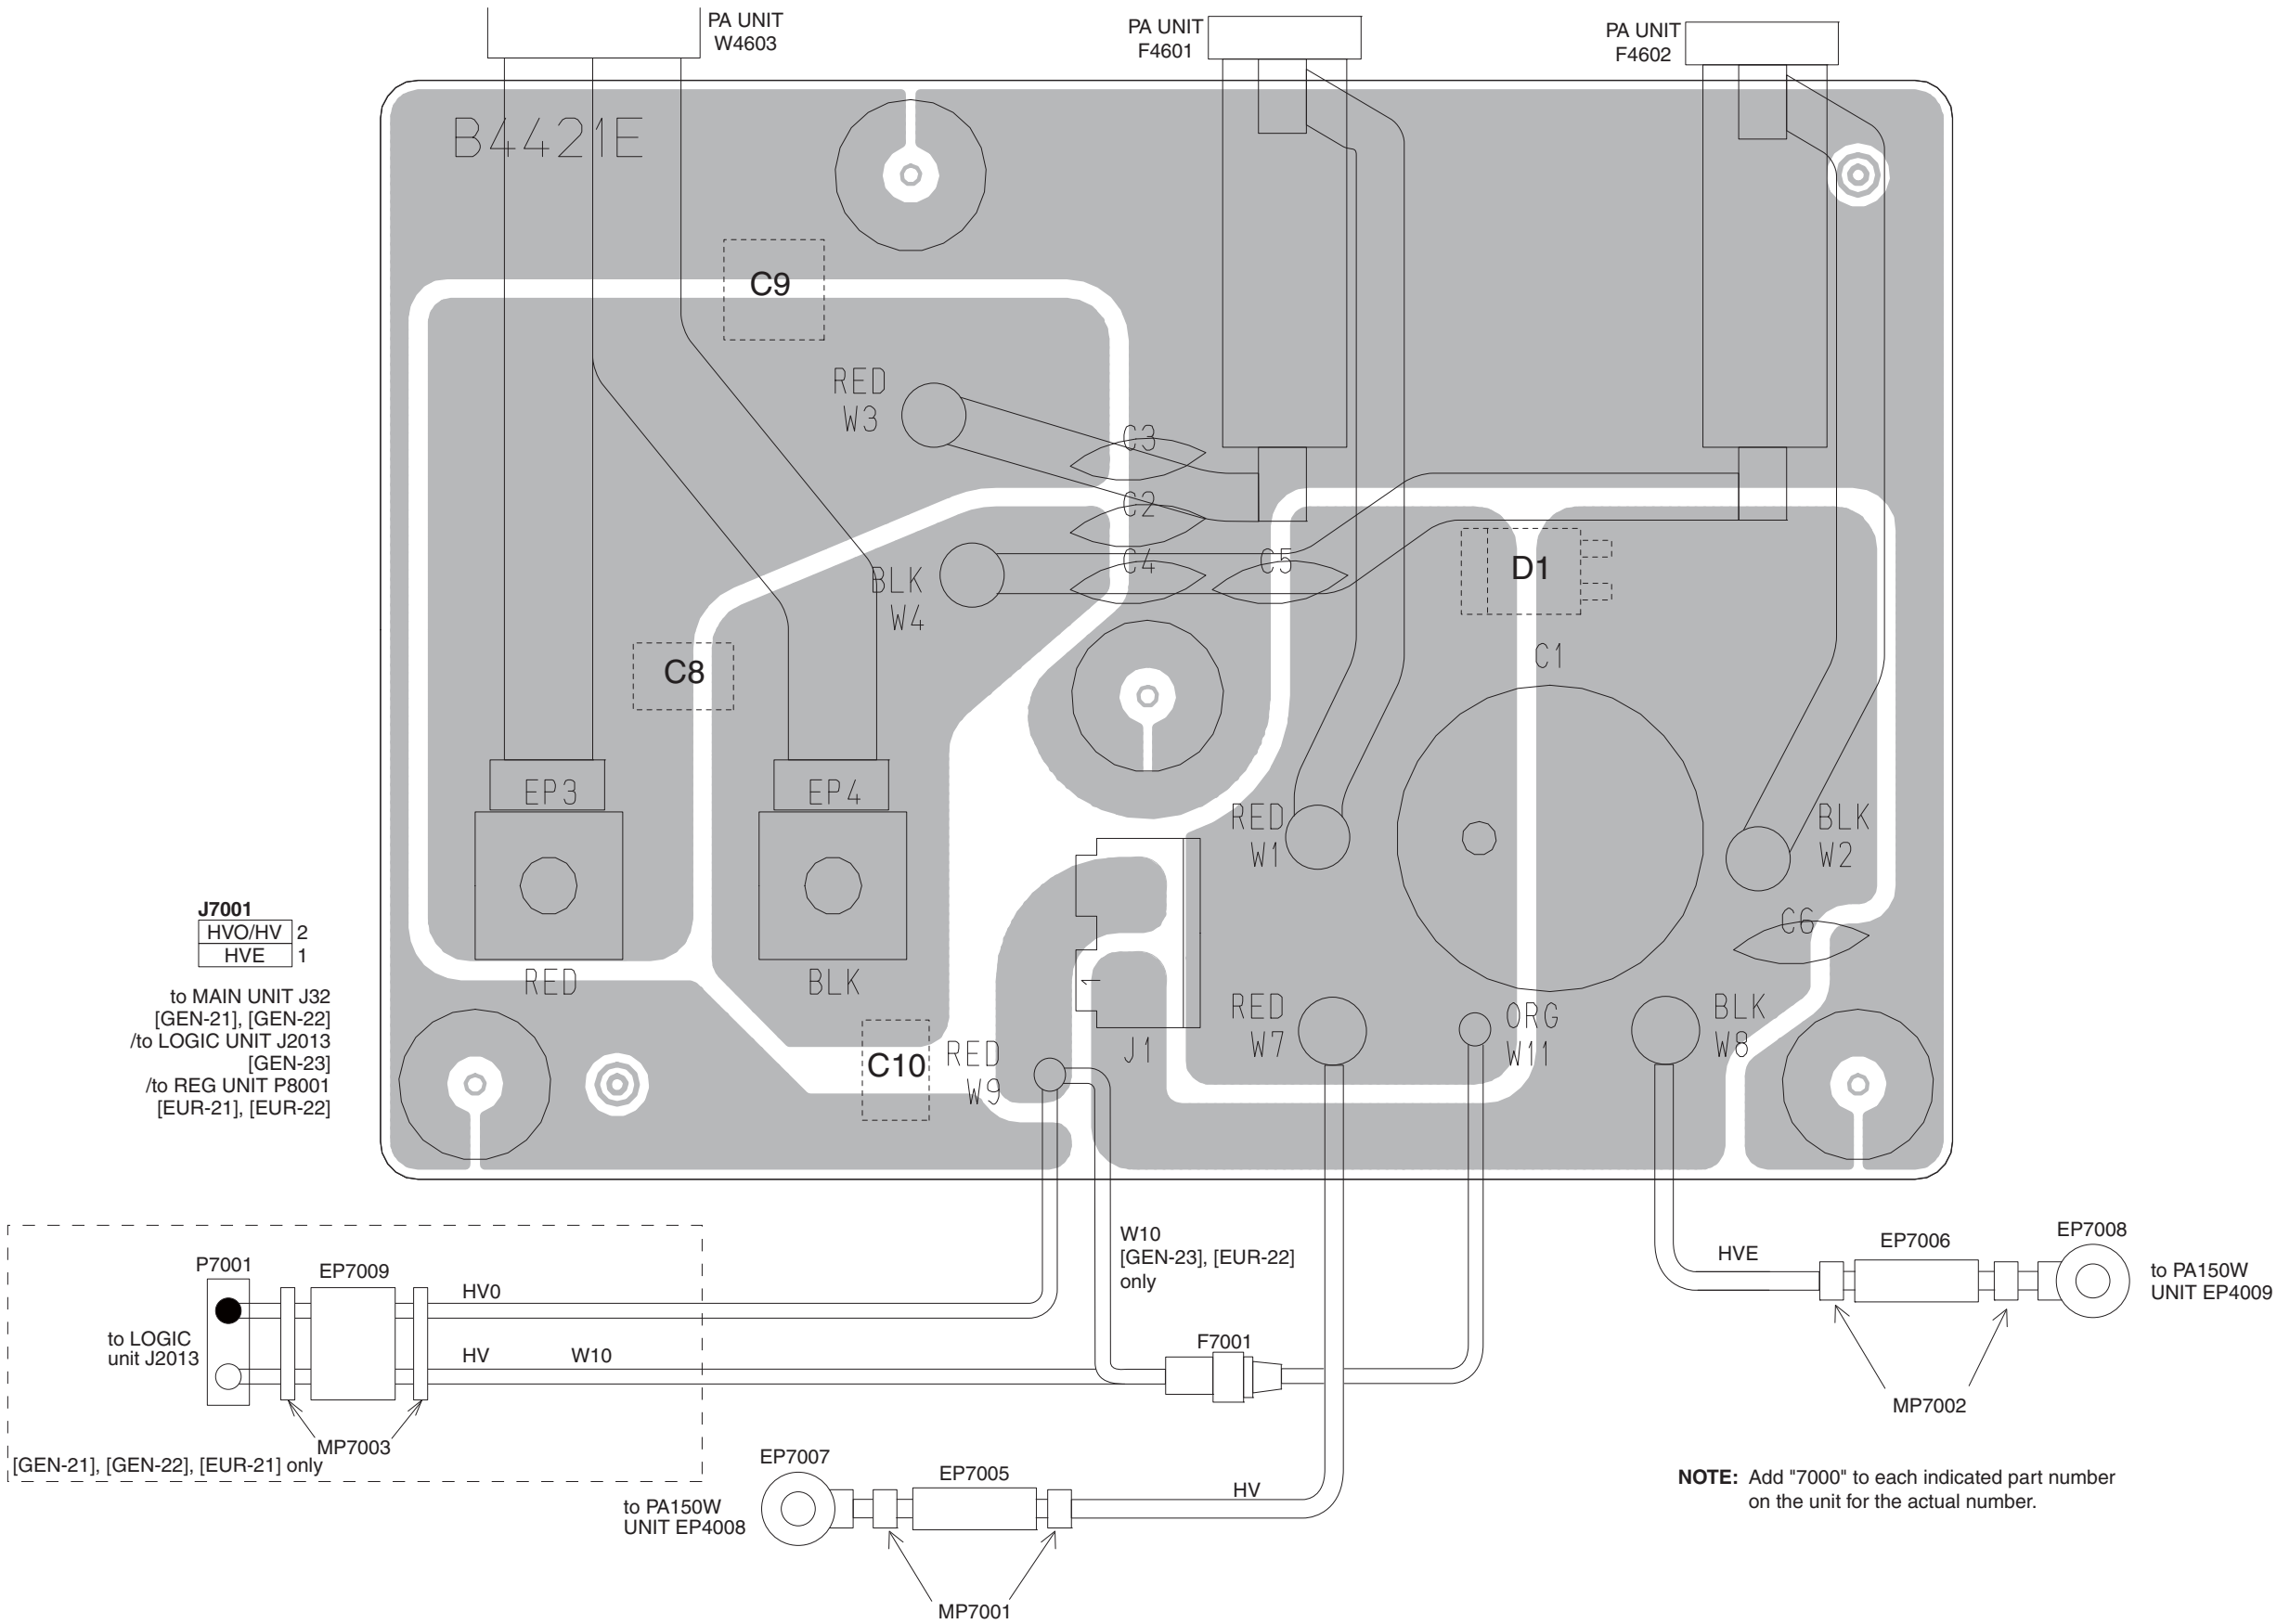 PA UNIT
W4603
PA UNIT
F4601
PA UNIT
F4602
B4421E
C9
RED
W3
C3
C2
C4
C5
BLK
W4
D1
C1
C8
EP3
EP4
RED
W1
BLK
W2
C6
J7001
HVO/HV 2
HVE 1
RED
BLK
to MAIN UNIT J32
[GEN-21], [GEN-22]
/to LOGIC UNIT J2013
[GEN-23]
/to REG UNIT P8001
[EUR-21], [EUR-22]
C10
RED
W9
J1
RED
W7
ORG
W11
BLK
W8
W10
[GEN-23], [EUR-22]
only
P7001
EP7009
HV0
to LOGIC
unit J2013
HV
W10
MP7003
[GEN-21], [GEN-22], [EUR-21] only
F7001
HVE
EP7006
EP7008
to PA150W
UNIT EP4009
MP7002
EP7007
EP7005
HV
to PA150W
UNIT EP4008
MP7001
NOTE: Add "7000" to each indicated part number
on the unit for the actual number.